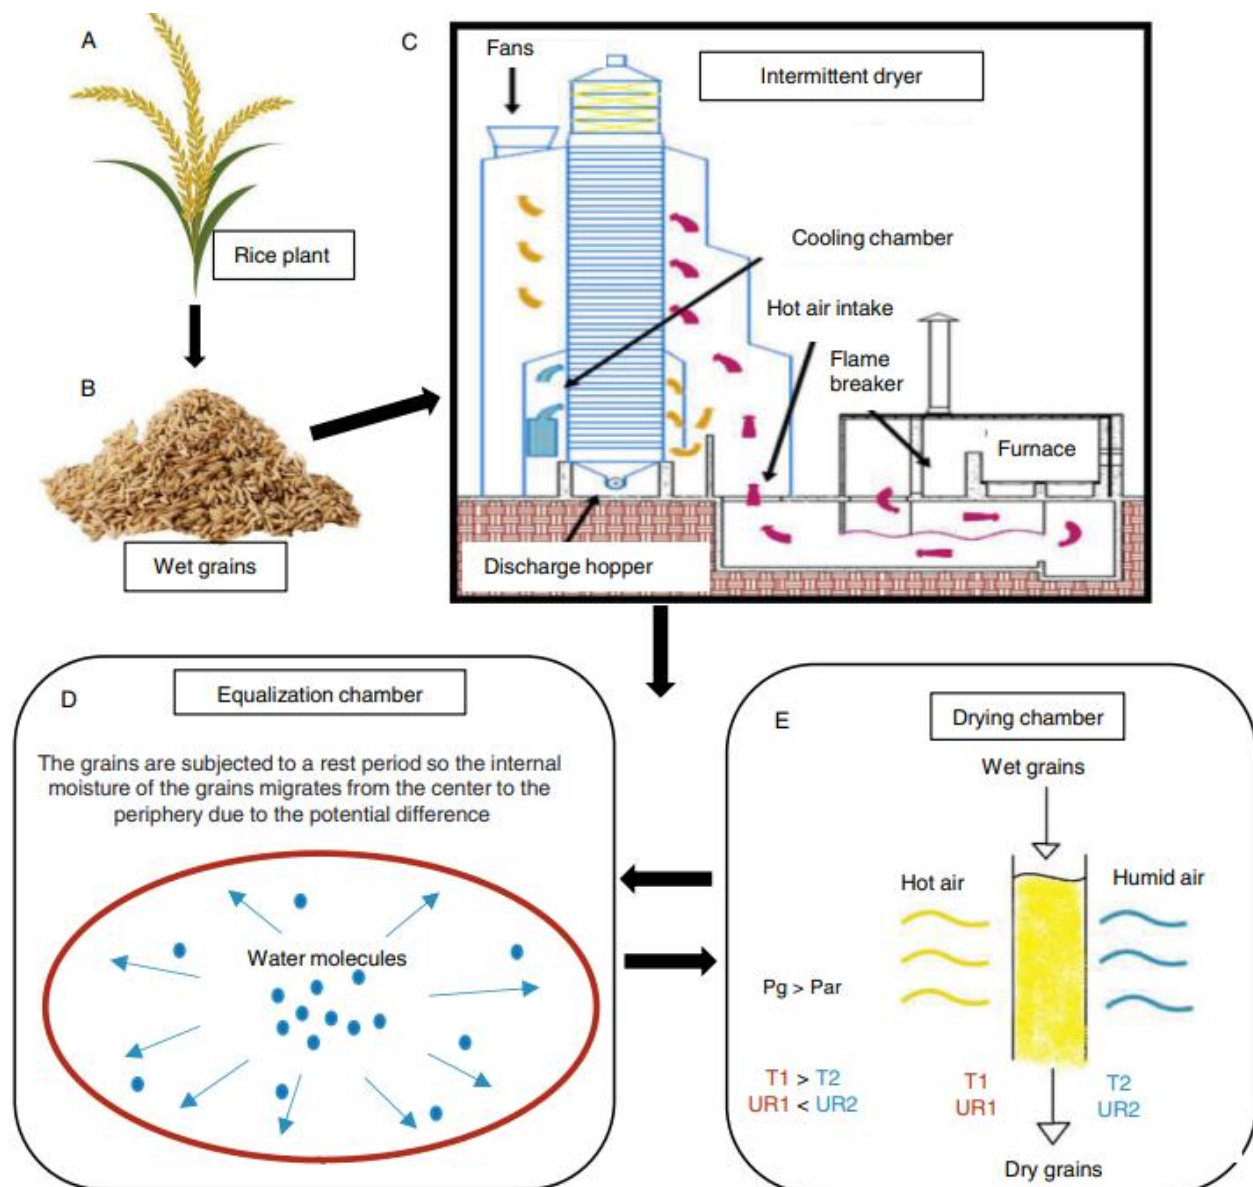 A
Rice plant
B
Wet grains
C
Fans
Intermittent dryer
Cooling chamber
Hot air intake
Flame
breaker
Furnace
Discharge hopper
D
Equalization chamber
The grains are subjected to a rest period so the internal
moisture of the grains migrates from the center to the
periphery due to the potential difference
Water molecules
E
Drying chamber
Wet grains
Hot air
Humid air
Pg > Par
T1 > T2
UR1 < UR2
T1
UR1
T2
UR2
Dry grains